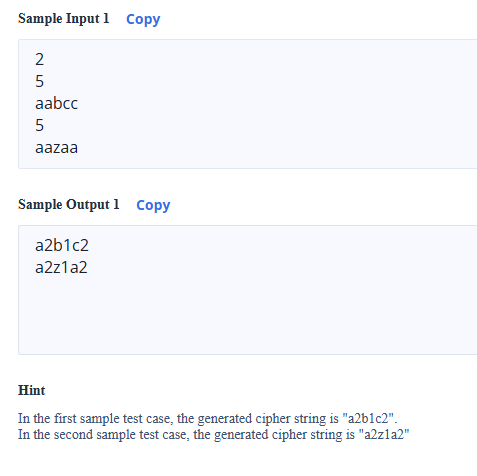 Sample Input 1 Copy
2
5
aabcc
5
aazaa
Sample Output 1 Copy
a2b1c2
a2z1a2
Hint
In the first sample test case, the generated cipher string is "a2b1c2".
In the second sample test case, the generated cipher string is "a2z1a2"